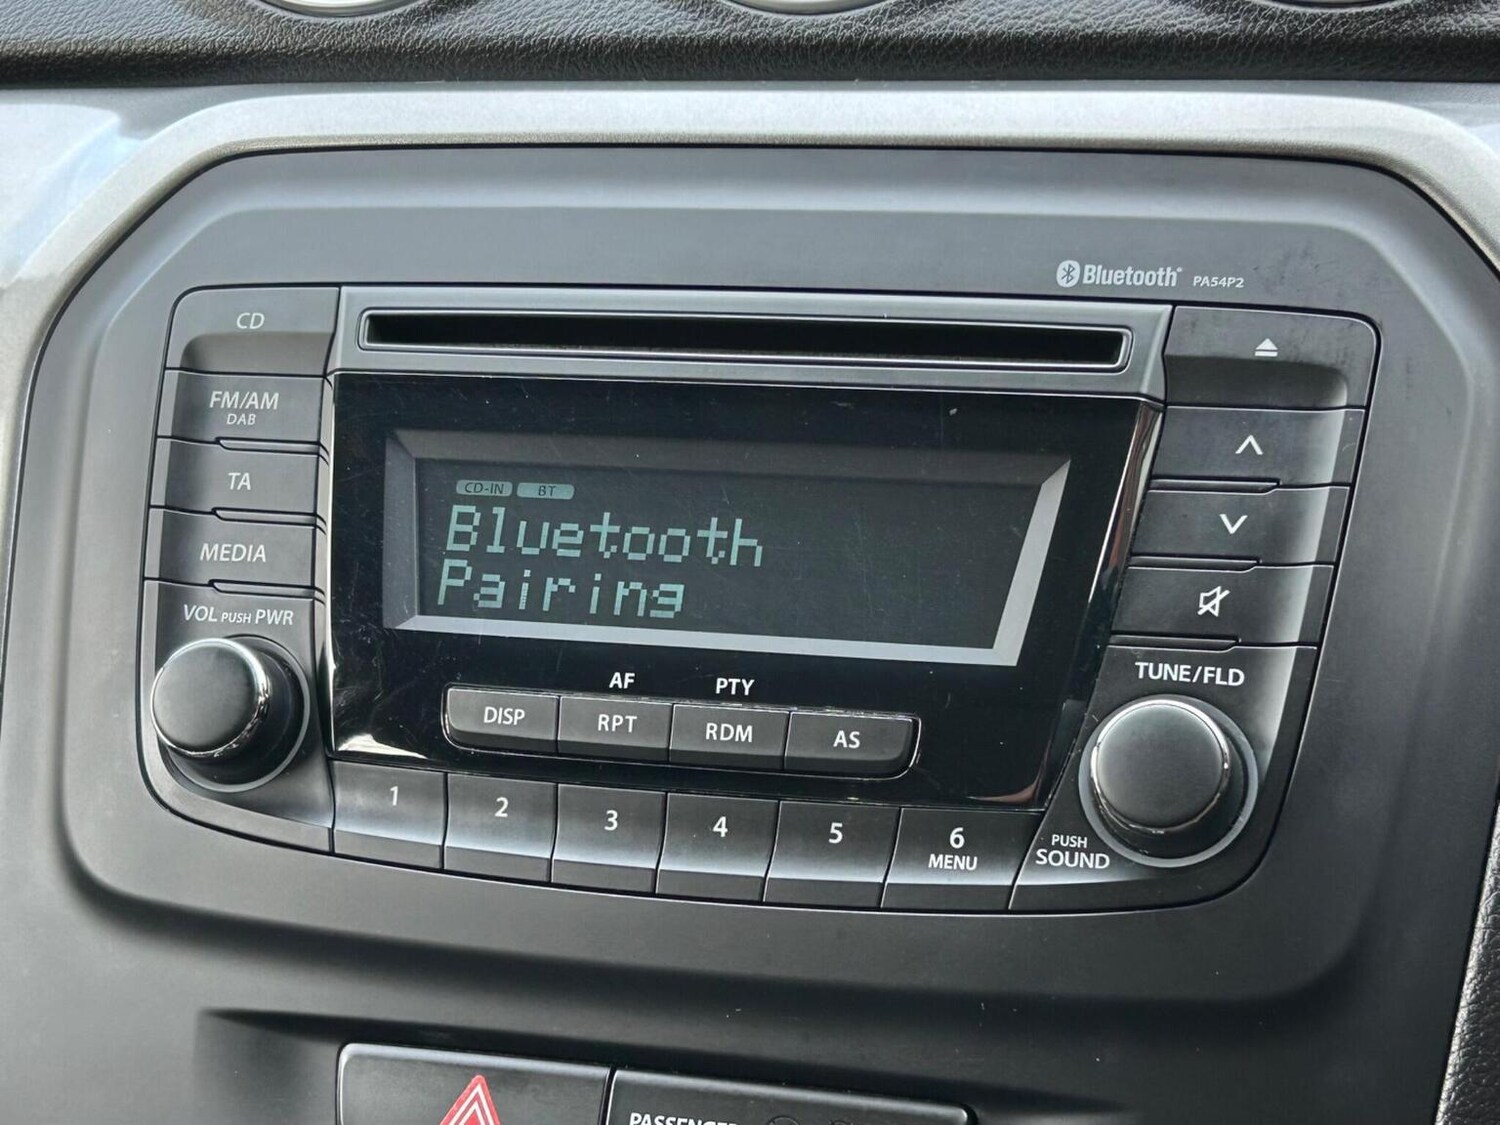 Bluetooth® PA54P2
CD
FM/AM
DAB
TA
MEDIA
VOL PUSH PWR
CD-IN BT
Bluetooth
Pairing
AF PTY
DISP RPT RDM AS
TUNE/FLD
1 2 3 4 5 6
MENU
PUSH
SOUND
PASSENGER